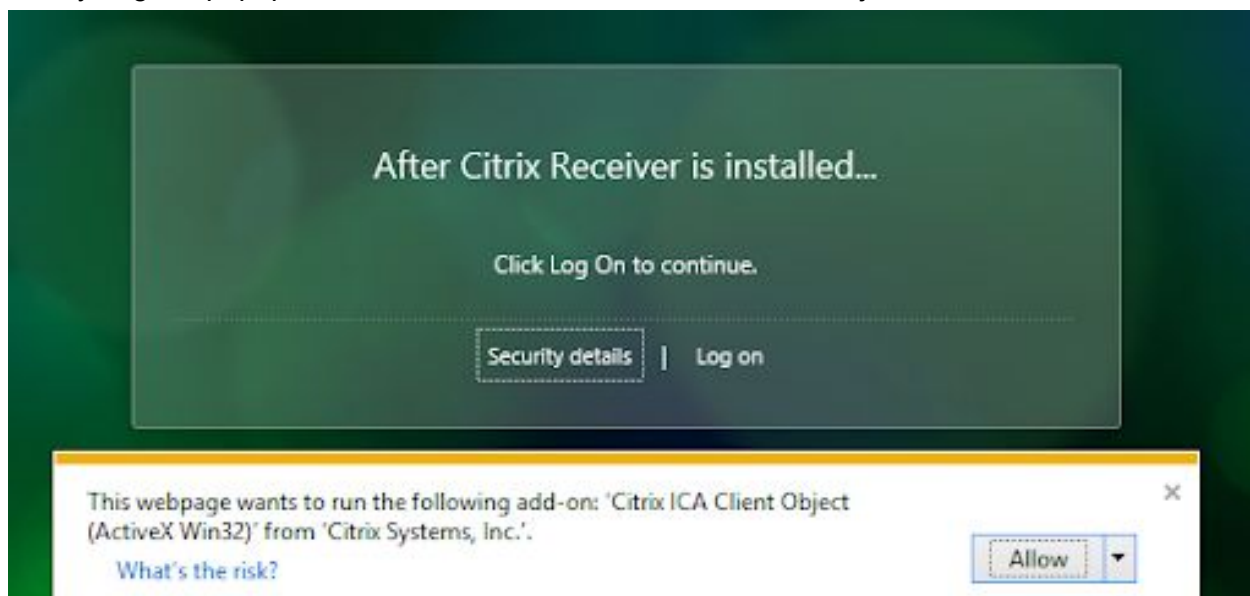 After Citrix Receiver is installed...
Click Log On to continue.
Security details | Log on
This webpage wants to run the following add-on: 'Citrix ICA Client Object
(ActiveX Win32)' from 'Citrix Systems, Inc.'.
What's the risk?
Allow